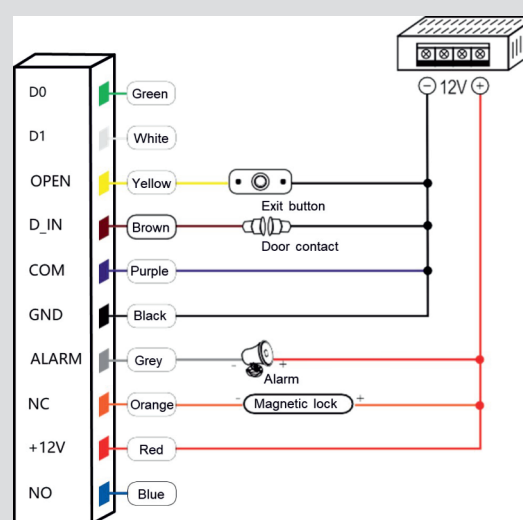 − 12V +
D0 Green
D1 White
OPEN Yellow
Exit button
D_IN Brown
Door contact
COM Purple
GND Black
ALARM Grey - +
Alarm
NC Orange - Magnetic lock +
+12V Red
NO Blue